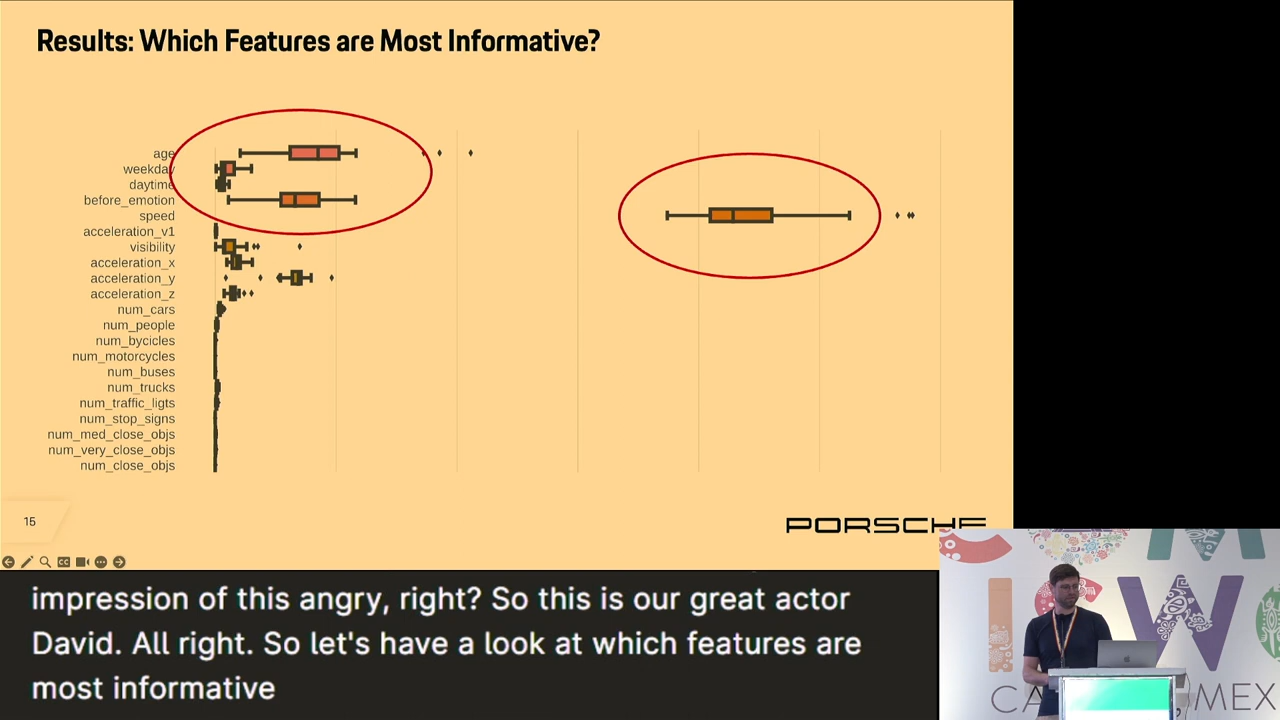 Results: Which Features are Most Informative?
age
weekday
daytime
before_emotion
speed
acceleration_v1
visibility
acceleration_x
acceleration_y
acceleration_z
num_cars
num_people
num_bycicles
num_motorcycles
num_buses
num_trucks
num_traffic_ligts
num_stop_signs
num_med_close_objs
num_very_close_objs
num_close_objs
15
PORSCHE
CC
impression of this angry, right? So this is our great actor
David. All right. So let's have a look at which features are
most informative